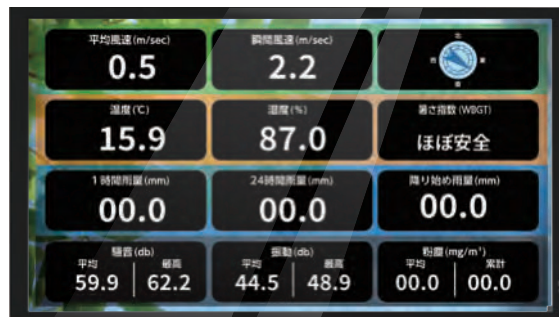 平均風速(m/sec) 瞬間風速(m/sec) 北
0.5 2.2 西 東
南
温度(℃) 湿度(%) 暑さ指数(WBGT)
15.9 87.0 ほぼ安全
1時間雨量(mm) 24時間雨量(mm) 降り始め雨量(mm)
00.0 00.0 00.0
騒音(db) 振動(db) 粉塵(mg/m³)
平均 最高 平均 最高 平均 累計
59.9 62.2 44.5 48.9 00.0 00.0